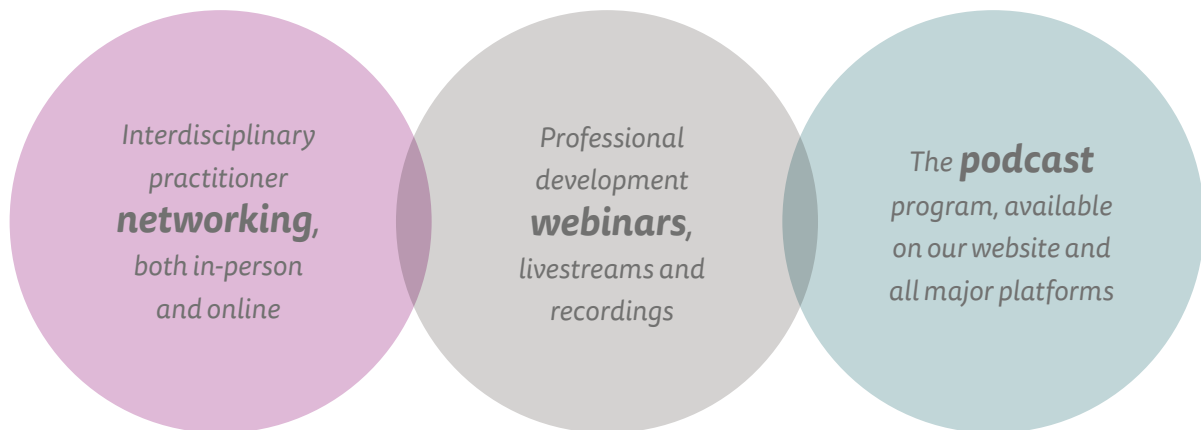 Interdisciplinary
practitioner
networking,
both in-person
and online
Professional
development
webinars,
livestreams and
recordings
The podcast
program, available
on our website and
all major platforms